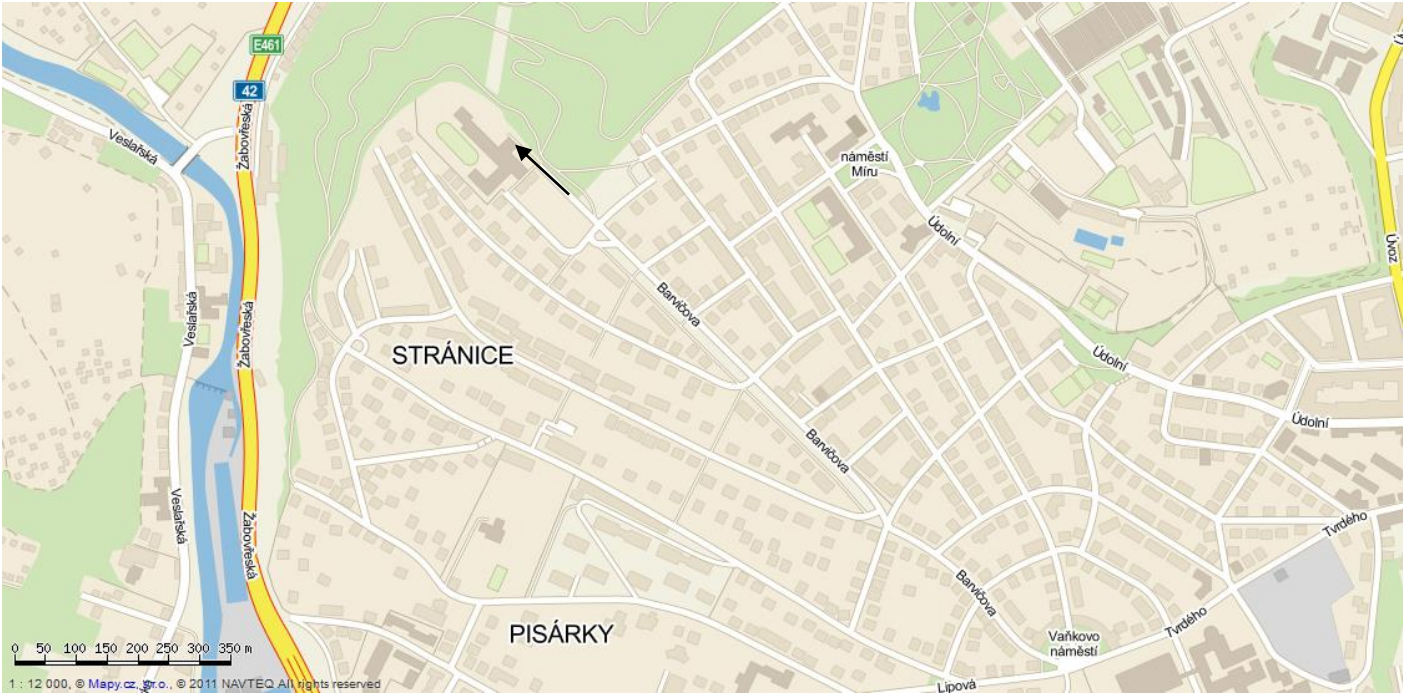 E461
42
Žabovřeská
Veslařská
náměstí
Míru
Údolní
Úvoz
Veslařská
Žabovřeská
Barvičova
STRÁNICE
Údolní
Údolní
Barvičova
Veslařská
Žabovřeská
Tvrdého
Barvičova
Tvrdého
PISÁRKY
Vaňkovo
náměstí
0 50 100 150 200 250 300 350 m
Lipová
1 : 12 000, © Mapy.cz, s.r.o., © 2011 NAVTEQ All rights reserved